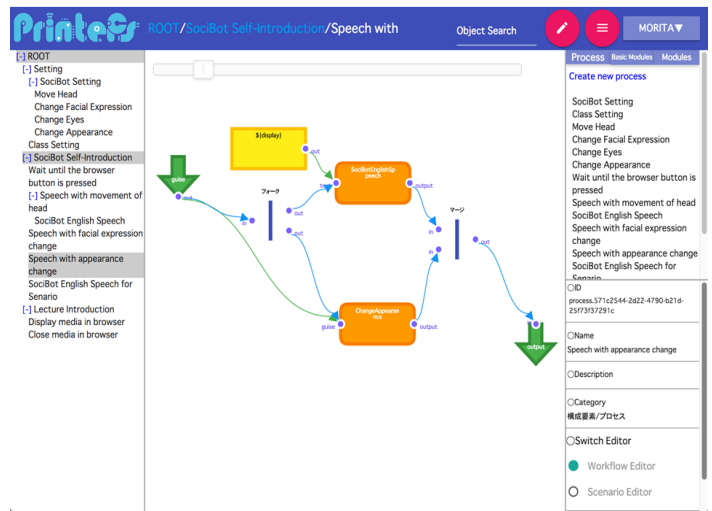 PrintePs
ROOT/SociBot Self-Introduction/Speech with
Object Search
MORITA▼
[-] ROOT
[-] Setting
[-] SociBot Setting
Move Head
Change Facial Expression
Change Eyes
Change Appearance
Class Setting
[-] SociBot Self-Introduction
Wait until the browser
button is pressed
[-] Speech with movement of
head
SociBot English Speech
Speech with facial expression
change
Speech with appearance
change
SociBot English Speech for
Senario
[-] Lecture Introduction
Display media in browser
Close media in browser
${display}
out
guise
out
フォーク
in
out
out
SociBotEnglishSp
eech
output
マージ
in
in
out
ChangeAppearan
nce
guise
output
output
Process
Basic Modules
Modules
Create new process
SociBot Setting
Class Setting
Move Head
Change Facial Expression
Change Eyes
Change Appearance
Wait until the browser button is
pressed
Speech with movement of head
SociBot English Speech
Speech with facial expression
change
Speech with appearance change
SociBot English Speech for
Senario
○ID
process.571c2544-2d22-4790-b21d-
25f73f37291c
○Name
Speech with appearance change
○Description
○Category
構成要素/プロセス
○Switch Editor
Workflow Editor
Scenario Editor